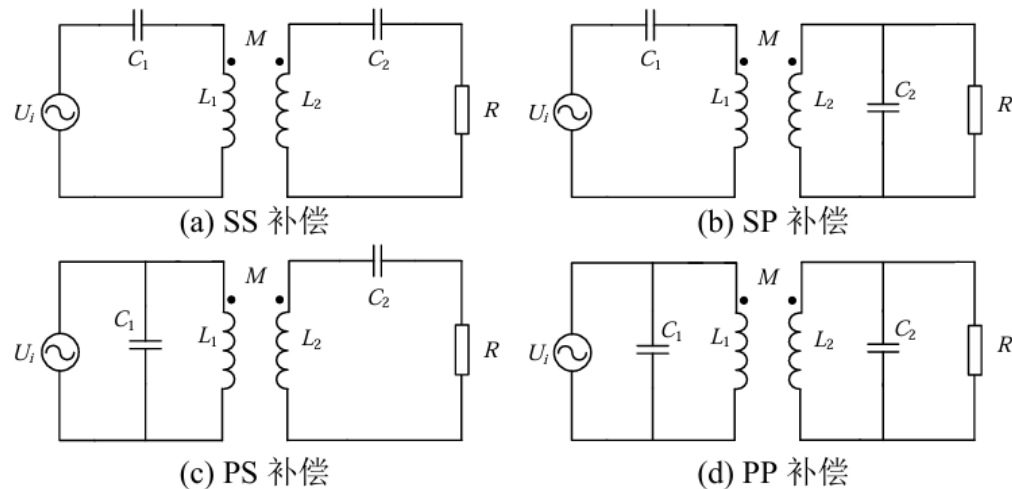 C1 M C2
Ui L1 L2 R
(a) SS 补偿
C1 M
Ui L1 L2 C2 R
(b) SP 补偿
M C2
Ui C1 L1 L2 R
(c) PS 补偿
M
Ui C1 L1 L2 C2 R
(d) PP 补偿